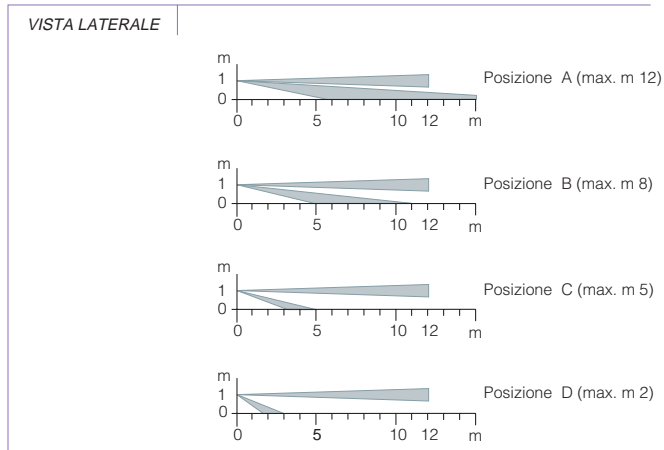 VISTA LATERALE
m
1
0
0 5 10 12 m
Posizione A (max. m 12)
m
1
0
0 5 10 12 m
Posizione B (max. m 8)
m
1
0
0 5 10 12 m
Posizione C (max. m 5)
m
1
0
0 5 10 12 m
Posizione D (max. m 2)